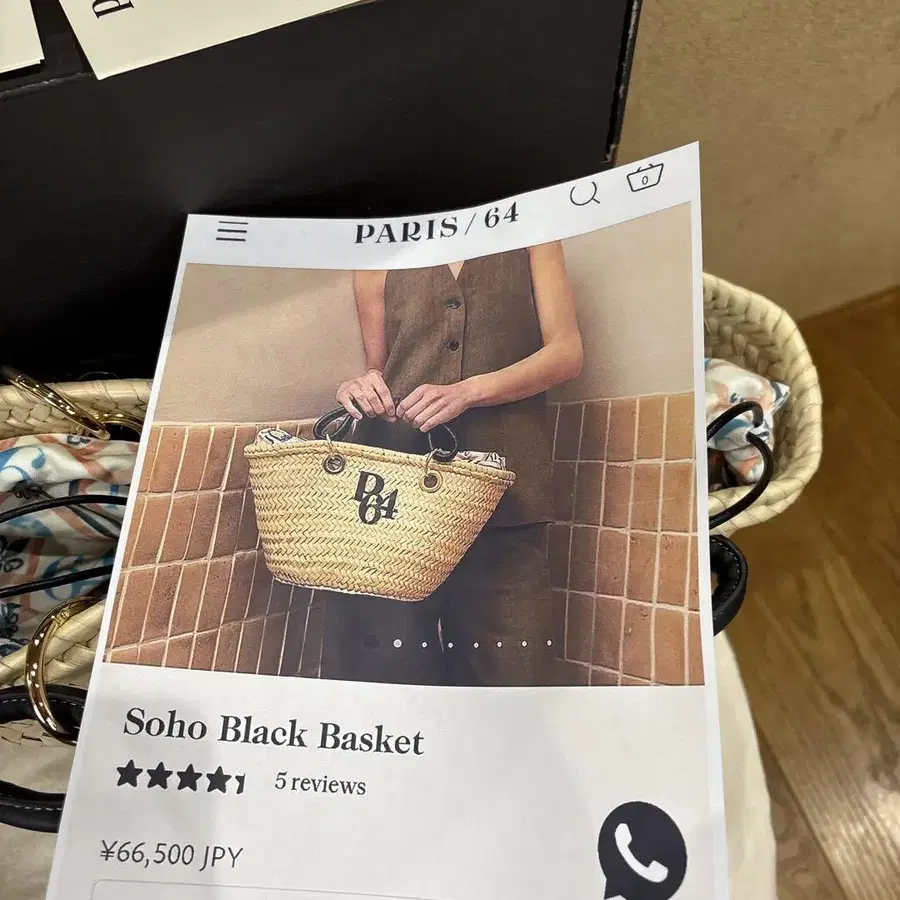 PARIS/64
0
P
64
Soho Black Basket
5 reviews
¥66,500 JPY